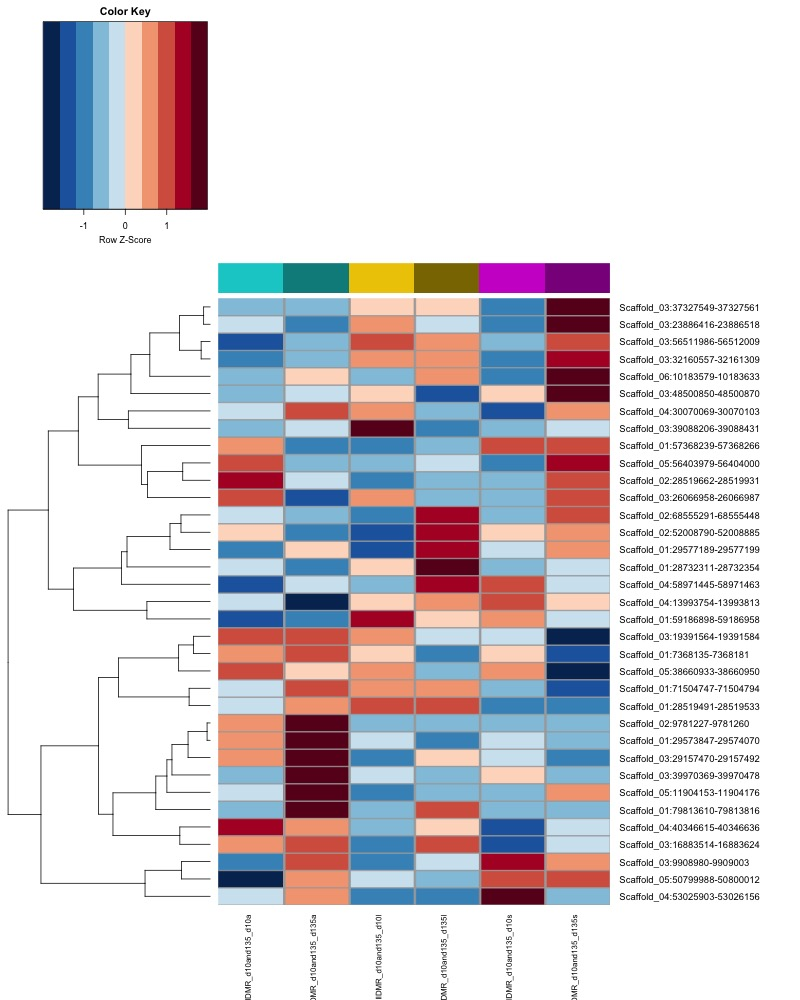 Color Key
-1 0 1
Row Z-Score
Scaffold_03:37327549-37327561
Scaffold_03:23886416-23886518
Scaffold_03:56511986-56512009
Scaffold_03:32160557-32161309
Scaffold_06:10183579-10183633
Scaffold_03:48500850-48500870
Scaffold_04:30070069-30070103
Scaffold_03:39088206-39088431
Scaffold_01:57368239-57368266
Scaffold_05:56403979-56404000
Scaffold_02:28519662-28519931
Scaffold_03:26066958-26066987
Scaffold_02:68555291-68555448
Scaffold_02:52008790-52008885
Scaffold_01:29577189-29577199
Scaffold_01:28732311-28732354
Scaffold_04:58971445-58971463
Scaffold_04:13993754-13993813
Scaffold_01:59186898-59186958
Scaffold_03:19391564-19391584
Scaffold_01:7368135-7368181
Scaffold_05:38660933-38660950
Scaffold_01:71504747-71504794
Scaffold_01:28519491-28519533
Scaffold_02:9781227-9781260
Scaffold_01:29573847-29574070
Scaffold_03:29157470-29157492
Scaffold_03:39970369-39970478
Scaffold_05:11904153-11904176
Scaffold_01:79813610-79813816
Scaffold_04:40346615-40346636
Scaffold_03:16883514-16883624
Scaffold_03:9908980-9909003
Scaffold_05:50799988-50800012
Scaffold_04:53025903-53026156
DMR_d10and135_d10a
DMR_d10and135_d135a
DMR_d10and135_d10l
DMR_d10and135_d135l
DMR_d10and135_d10s
DMR_d10and135_d135s